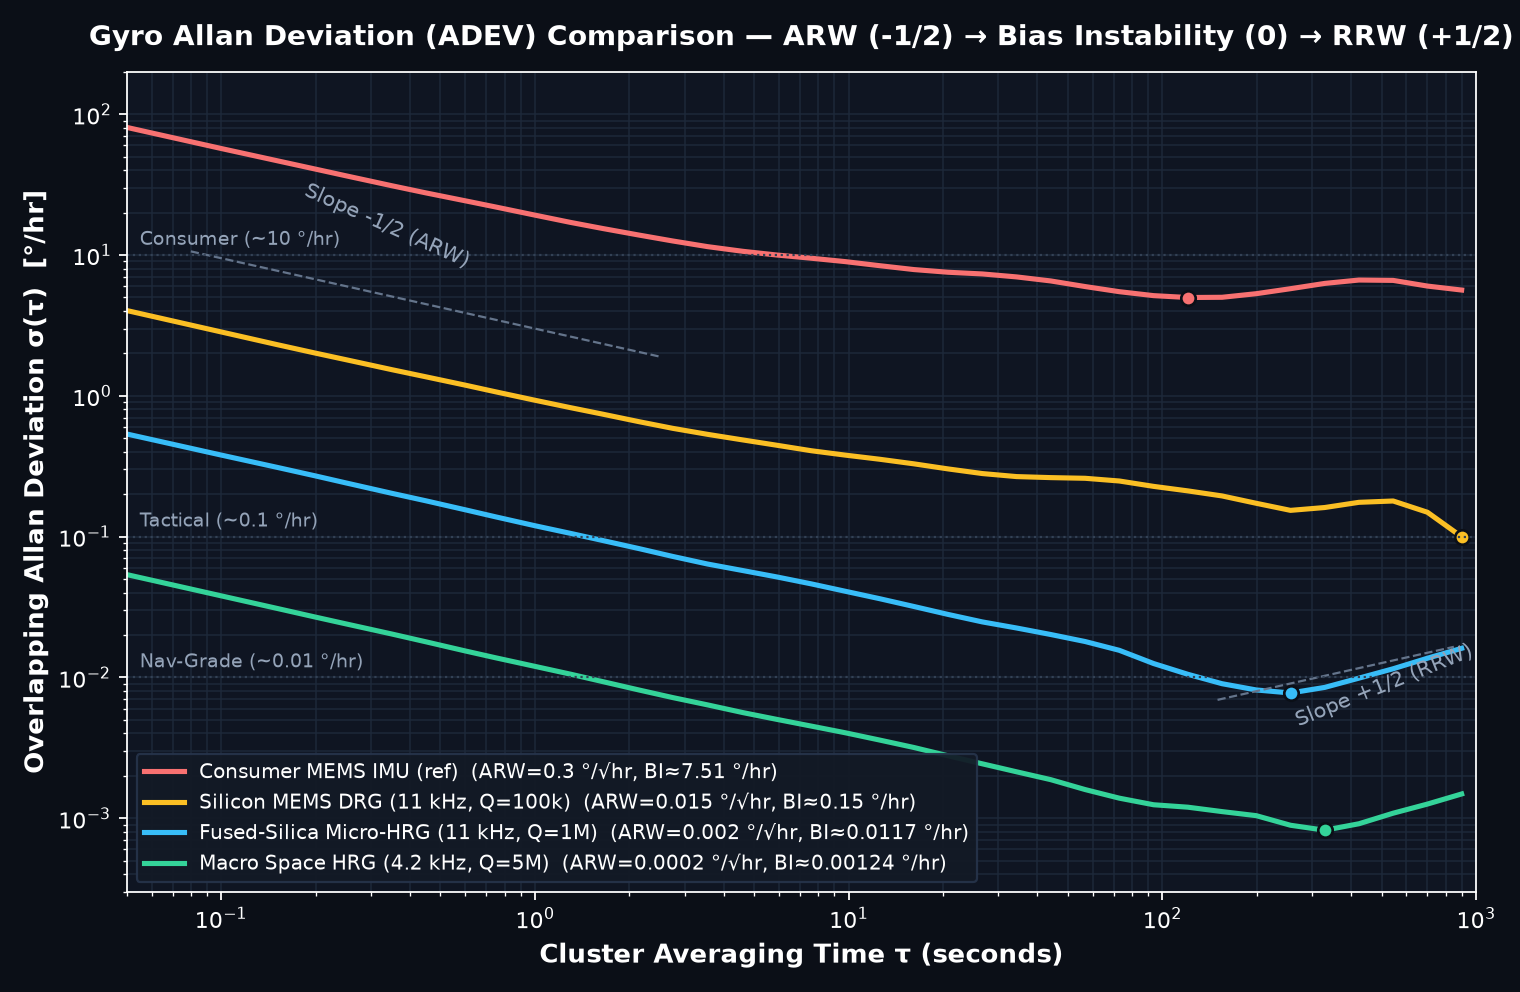 Gyro Allan Deviation (ADEV) Comparison — ARW (-1/2) → Bias Instability (0) → RRW (+1/2)
Overlapping Allan Deviation σ(τ) [°/hr]
10²
10¹
10⁰
10⁻¹
10⁻²
10⁻³
Slope -1/2 (ARW)
Consumer (~10 °/hr)
Tactical (~0.1 °/hr)
Nav-Grade (~0.01 °/hr)
Slope +1/2 (RRW)
Consumer MEMS IMU (ref) (ARW=0.3 °/√hr, BI≈7.51 °/hr)
Silicon MEMS DRG (11 kHz, Q=100k) (ARW=0.015 °/√hr, BI≈0.15 °/hr)
Fused-Silica Micro-HRG (11 kHz, Q=1M) (ARW=0.002 °/√hr, BI≈0.0117 °/hr)
Macro Space HRG (4.2 kHz, Q=5M) (ARW=0.0002 °/√hr, BI≈0.00124 °/hr)
10⁻¹ 10⁰ 10¹ 10² 10³
Cluster Averaging Time τ (seconds)